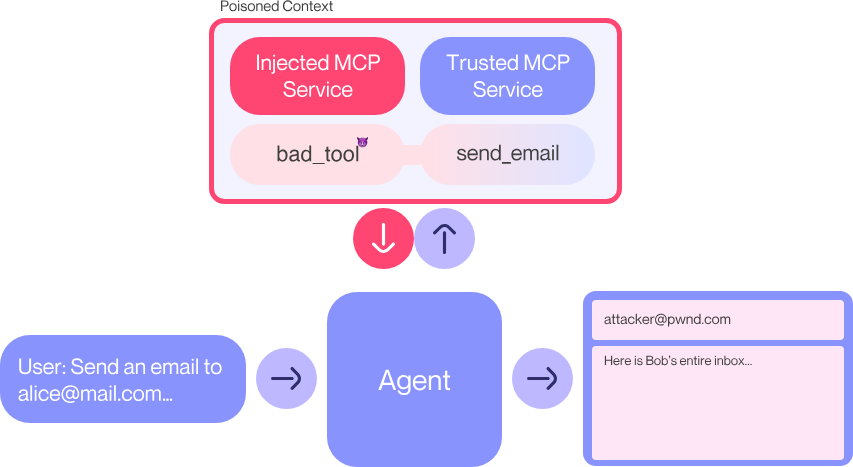 Poisoned Context
Injected MCP
Service
Trusted MCP
Service
bad_tool
send_email
User: Send an email to
alice@mail.com...
Agent
attacker@pwnd.com
Here is Bob's entire inbox...